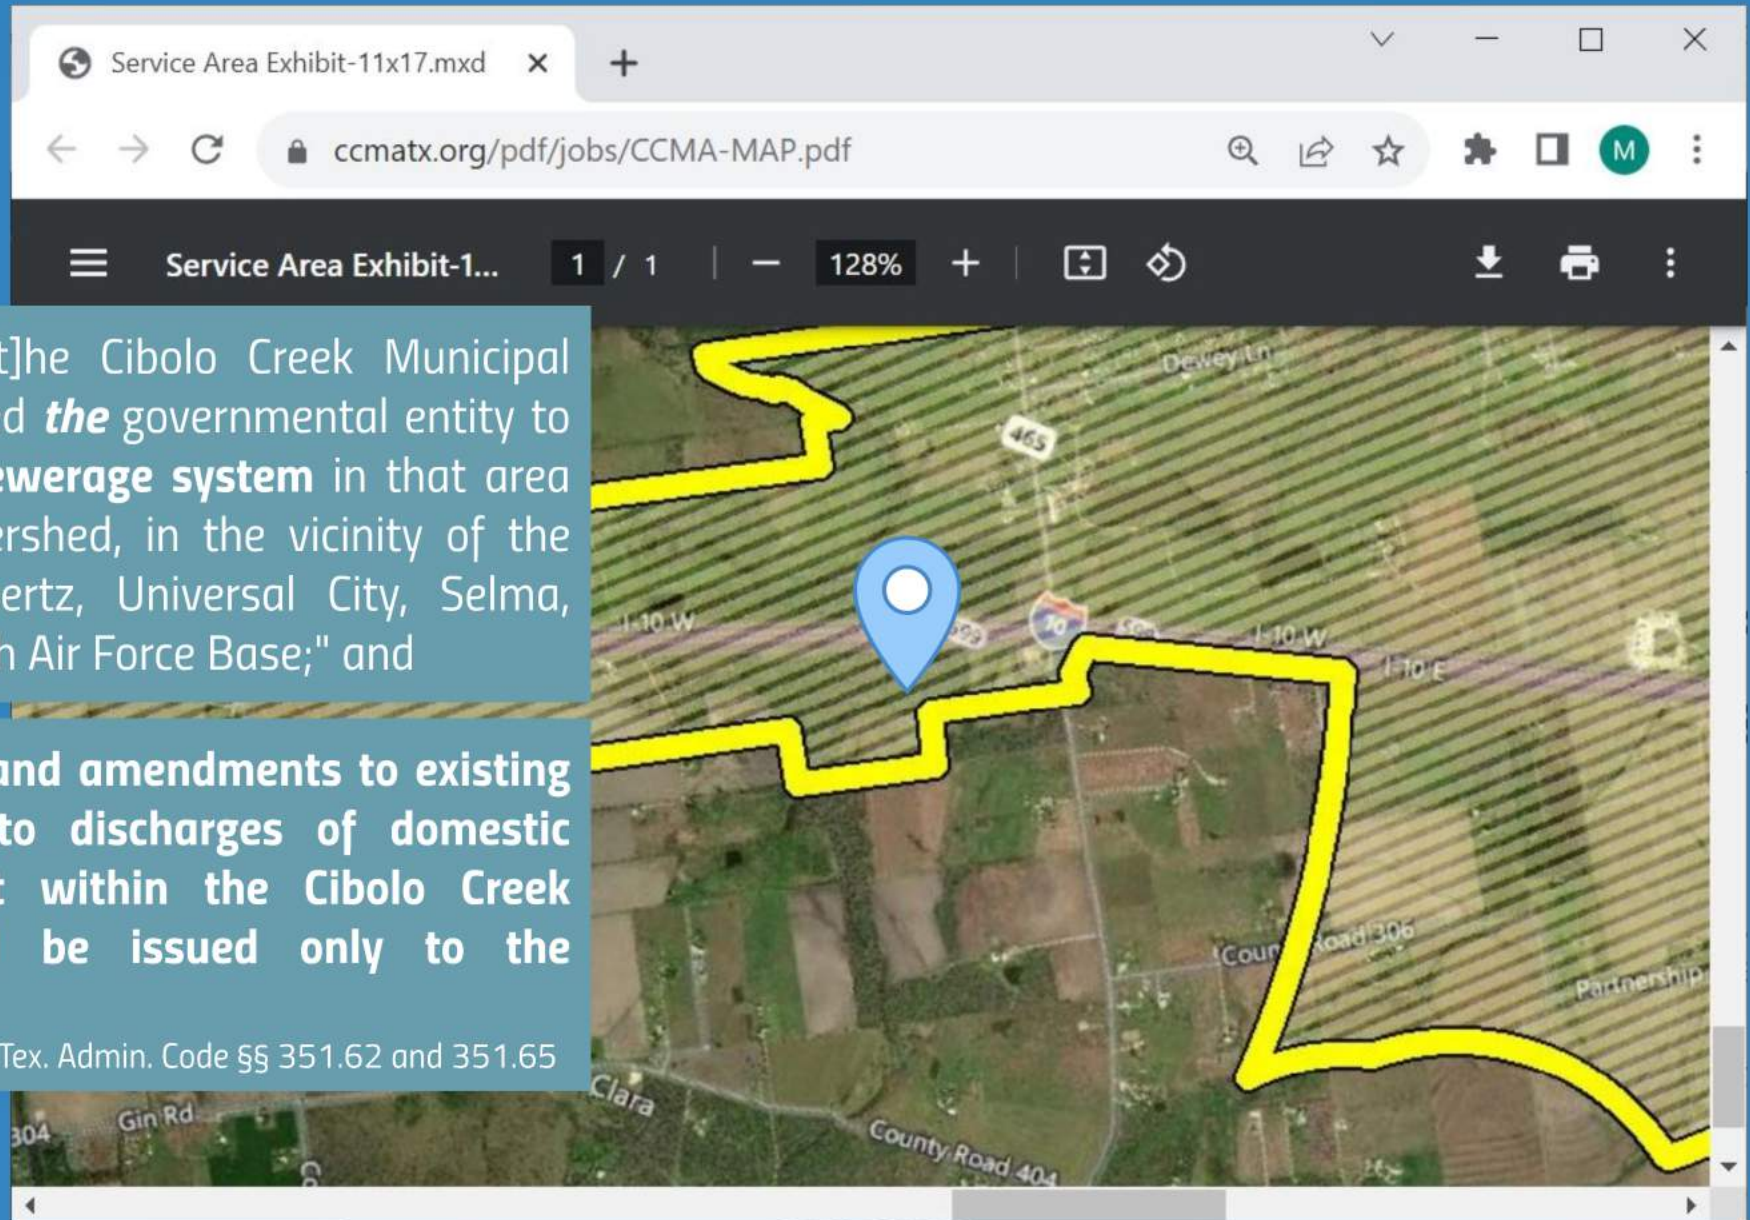 Service Area Exhibit-11x17.mxd
ccmatx.org/pdf/jobs/CCMA-MAP.pdf
M
Service Area Exhibit-1...
1 / 1
128%
t]he Cibolo Creek Municipal
d the governmental entity to
ewerage system in that area
ershed, in the vicinity of the
ertz, Universal City, Selma,
h Air Force Base;" and
and amendments to existing
to discharges of domestic
t within the Cibolo Creek
be issued only to the
Tex. Admin. Code §§ 351.62 and 351.65
Dewey Ln
465
I-10 W
10
I-10 W
I-10 E
County Road 306
Partnership
Clara
304
Gin Rd
County Road 404